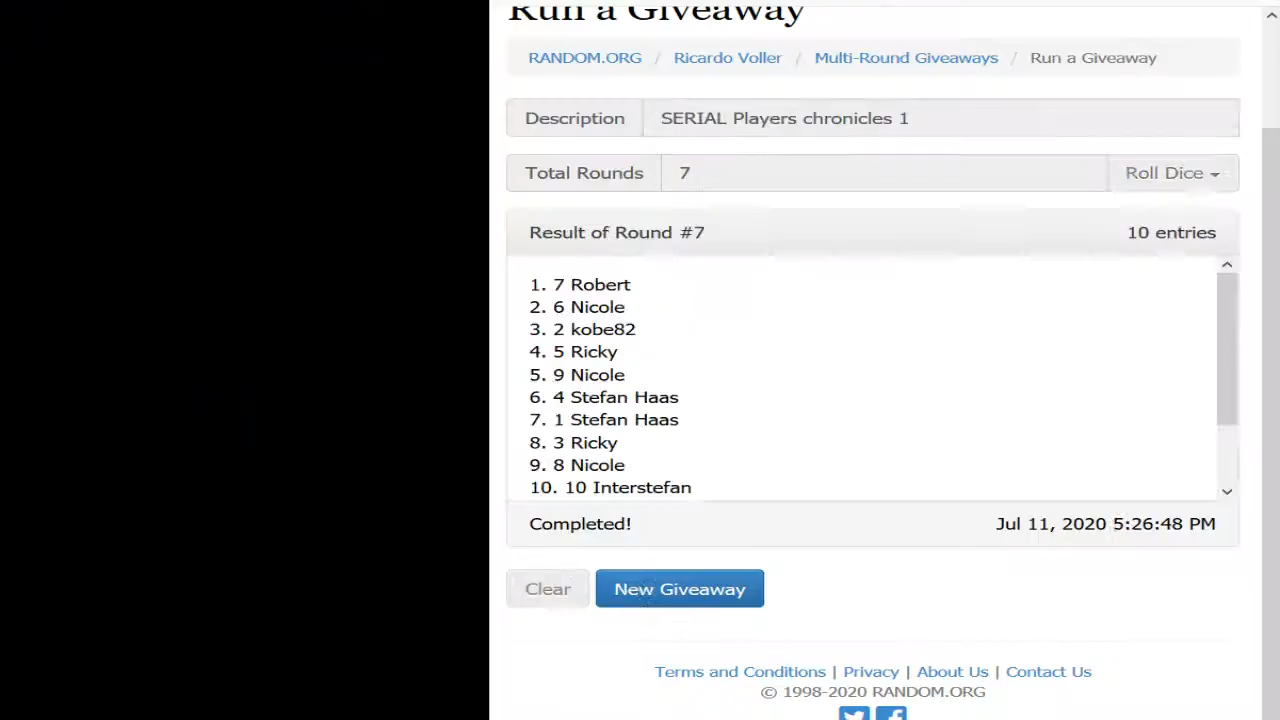 Run a Giveaway
RANDOM.ORG / Ricardo Voller / Multi-Round Giveaways / Run a Giveaway
Description SERIAL Players chronicles 1
Total Rounds 7 Roll Dice
Result of Round #7 10 entries
1. 7 Robert
2. 6 Nicole
3. 2 kobe82
4. 5 Ricky
5. 9 Nicole
6. 4 Stefan Haas
7. 1 Stefan Haas
8. 3 Ricky
9. 8 Nicole
10. 10 Interstefan
Completed! Jul 11, 2020 5:26:48 PM
Clear New Giveaway
Terms and Conditions | Privacy | About Us | Contact Us
© 1998-2020 RANDOM.ORG